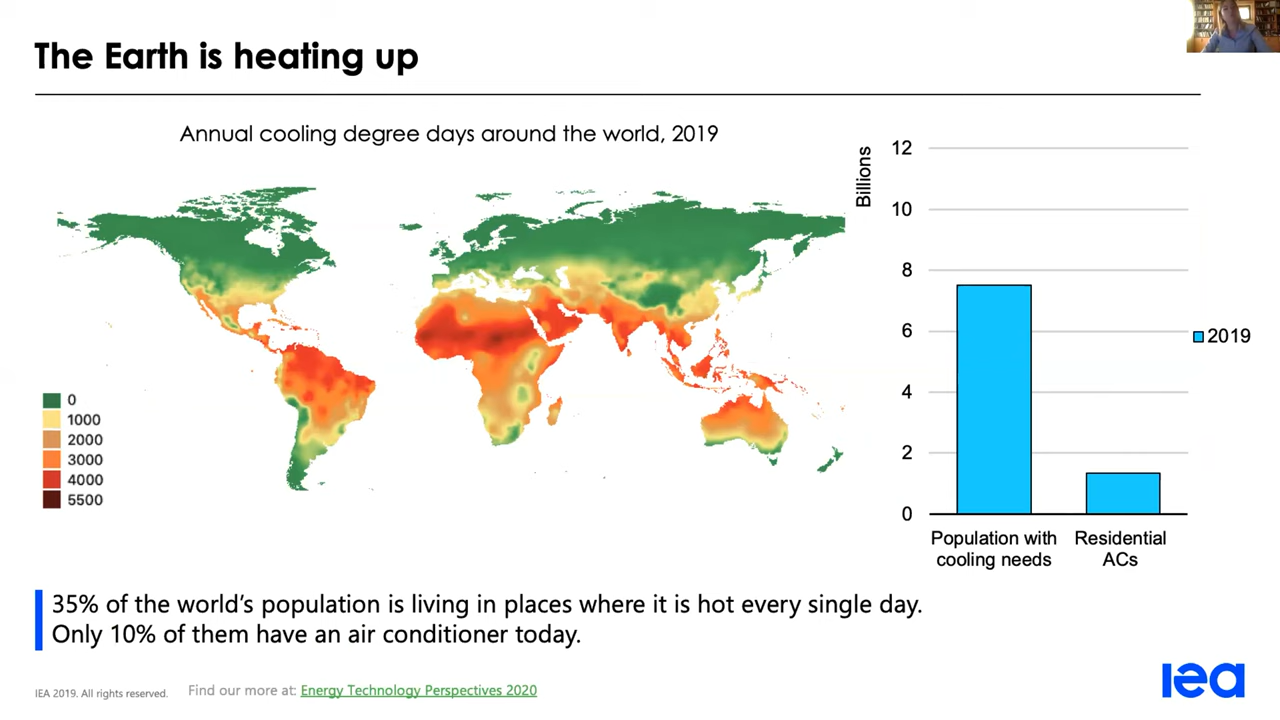 The Earth is heating up
Annual cooling degree days around the world, 2019
0
1000
2000
3000
4000
5500
Billions
12
10
8
6
4
2
0
Population with
cooling needs
Residential
ACs
2019
35% of the world's population is living in places where it is hot every single day.
Only 10% of them have an air conditioner today.
IEA 2019. All rights reserved.
Find our more at: Energy Technology Perspectives 2020
iea